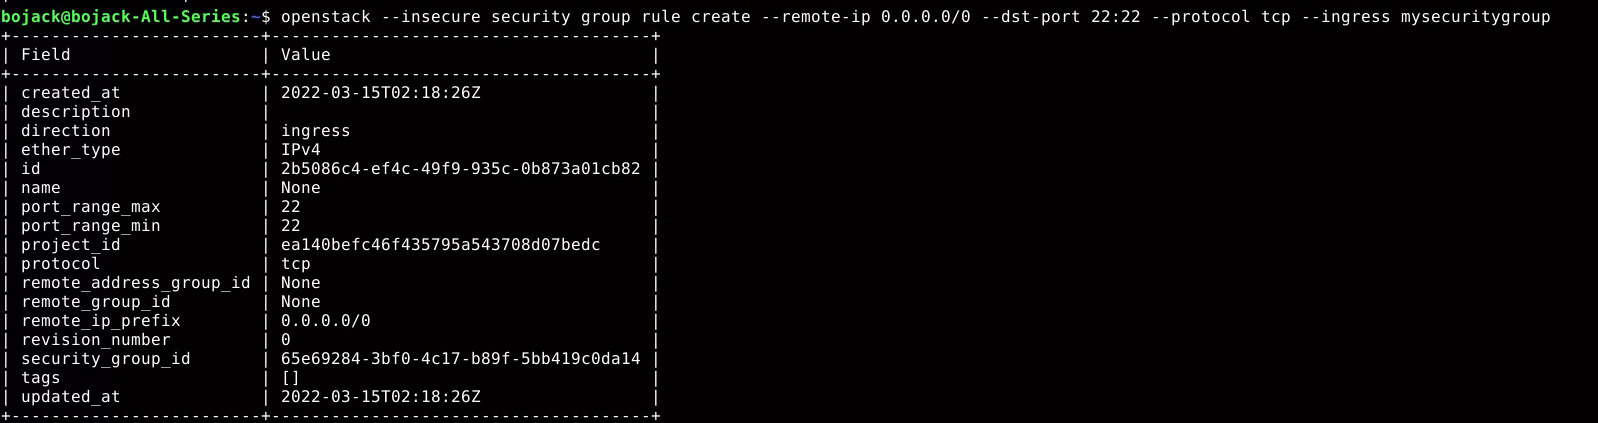 bojack@bojack-All-Series:~$ openstack --insecure security group rule create --remote-ip 0.0.0.0/0 --dst-port 22:22 --protocol tcp --ingress mysecuritygroup
+-------------------------+--------------------------------------+
| Field                   | Value                                |
+-------------------------+--------------------------------------+
| created_at              | 2022-03-15T02:18:26Z                 |
| description             |                                      |
| direction               | ingress                              |
| ether_type              | IPv4                                 |
| id                      | 2b5086c4-ef4c-49f9-935c-0b873a01cb82 |
| name                    | None                                 |
| port_range_max          | 22                                   |
| port_range_min          | 22                                   |
| project_id              | ea140befc46f435795a543708d07bedc     |
| protocol                | tcp                                  |
| remote_address_group_id | None                                 |
| remote_group_id         | None                                 |
| remote_ip_prefix        | 0.0.0.0/0                            |
| revision_number         | 0                                    |
| security_group_id       | 65e69284-3bf0-4c17-b89f-5bb419c0da14 |
| tags                    | []                                   |
| updated_at              | 2022-03-15T02:18:26Z                 |
+-------------------------+--------------------------------------+